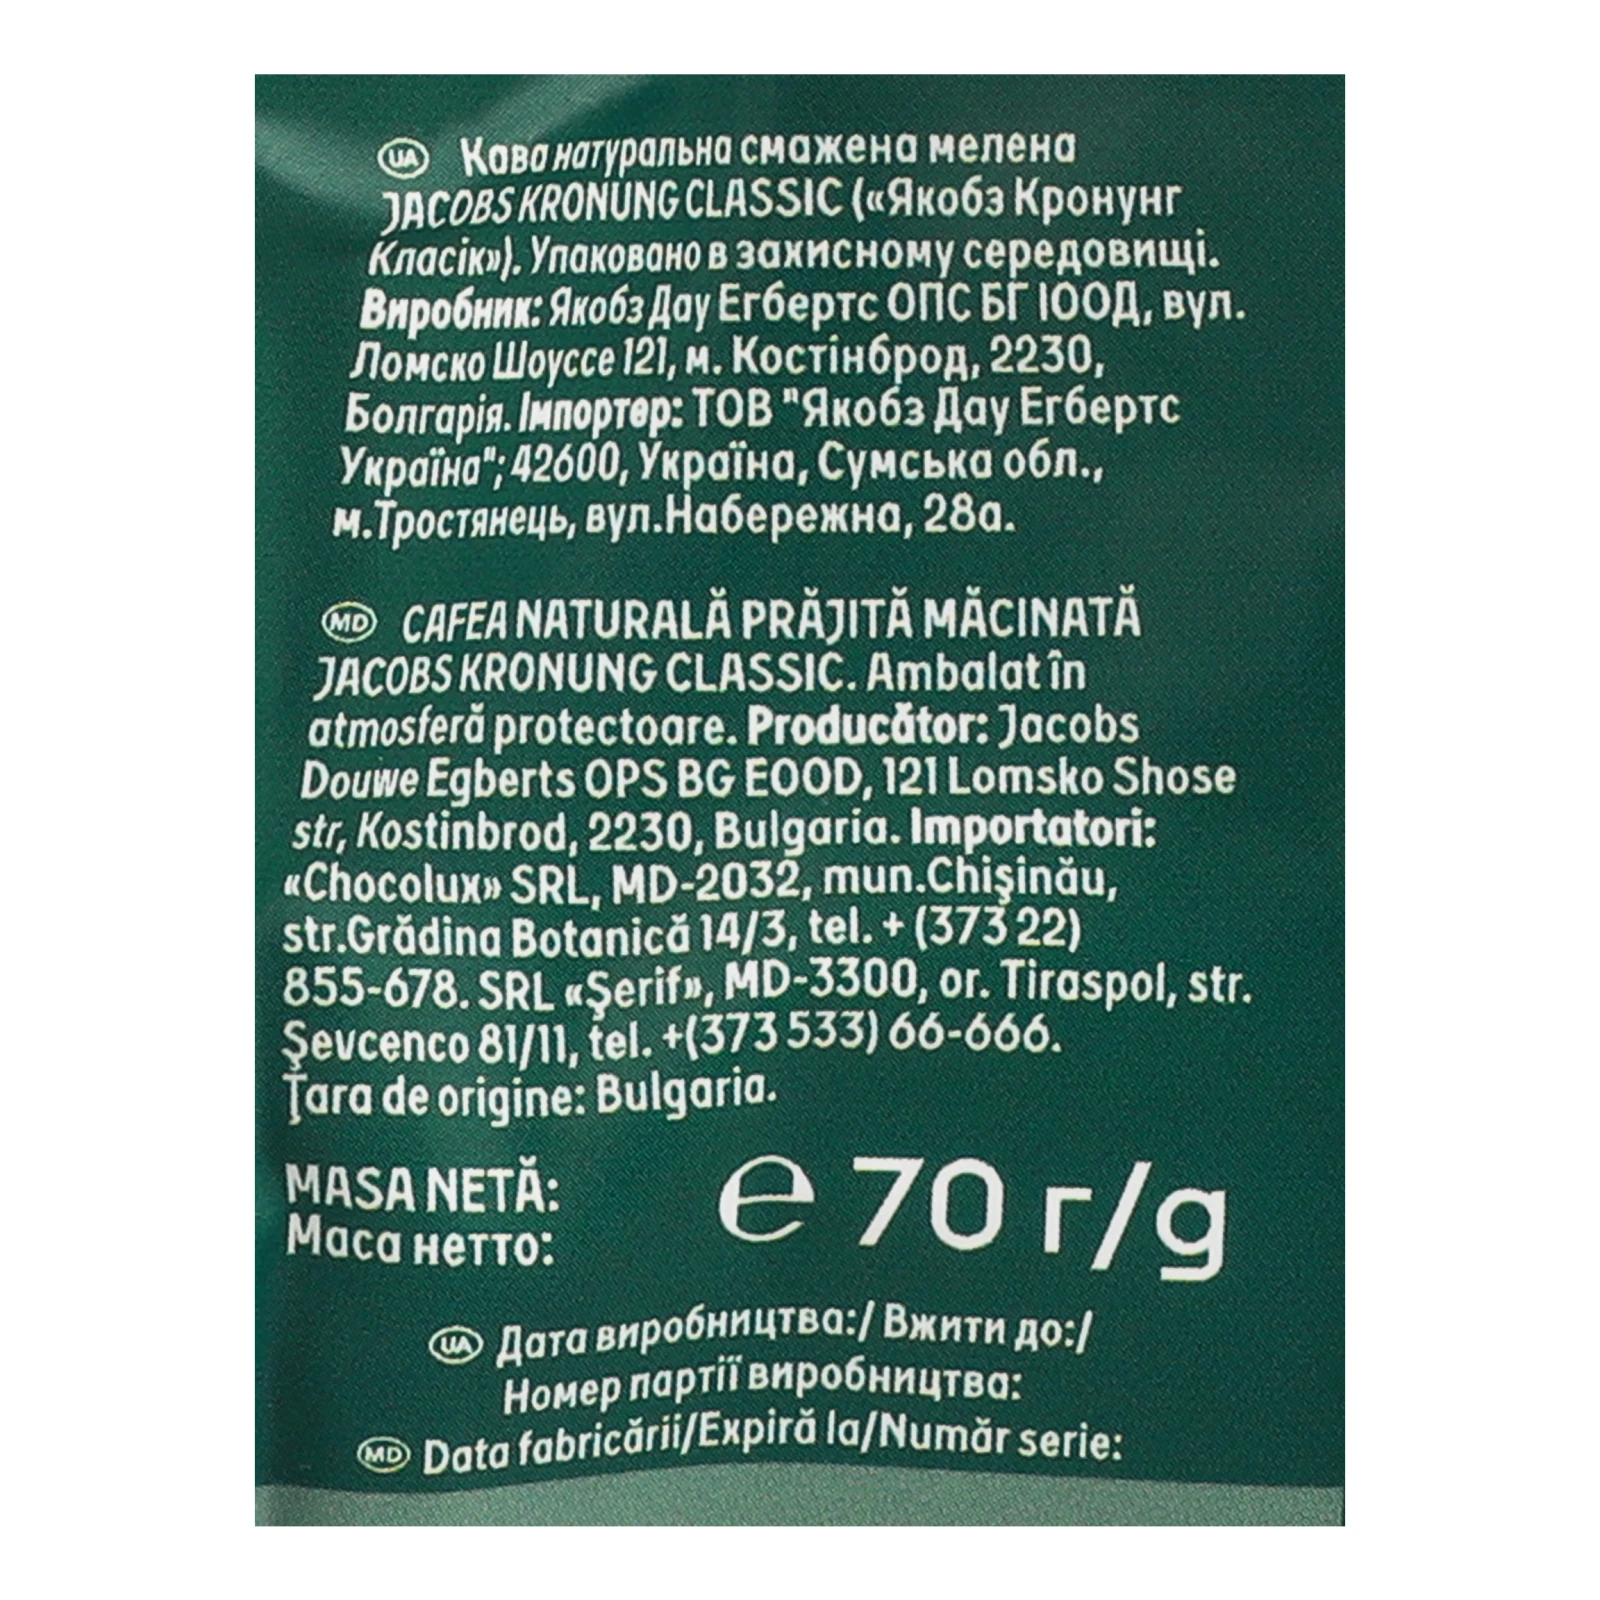 UA Кава натуральна смажена мелена
JACOBS KRONUNG CLASSIC («Якобз Кронунг
Класік»). Упаковано в захисному середовищі.
Виробник: Якобз Дау Егбертс ОПС БГ ІООД, вул.
Ломско Шоуссе 121, м. Костінброд, 2230,
Болгарія. Імпортер: ТОВ "Якобз Дау Егбертс
Україна"; 42600, Україна, Сумська обл.,
м.Тростянець, вул.Набережна, 28а.
MD CAFEA NATURALĂ PRĂJITĂ MĂCINATĂ
JACOBS KRONUNG CLASSIC. Ambalat în
atmosferă protectoare. Producător: Jacobs
Douwe Egberts OPS BG EOOD, 121 Lomsko Shose
str, Kostinbrod, 2230, Bulgaria. Importatori:
«Chocolux» SRL, MD-2032, mun.Chişinău,
str.Grădina Botanică 14/3, tel. + (373 22)
855-678. SRL «Şerif», MD-3300, or. Tiraspol, str.
Şevcenco 81/11, tel. +(373 533) 66-666.
Ţara de origine: Bulgaria.
MASA NETĂ:
Маса нетто:
℮ 70 г/g
UA Дата виробництва:/ Вжити до:/
Номер партії виробництва:
MD Data fabricării/Expiră la/Număr serie: